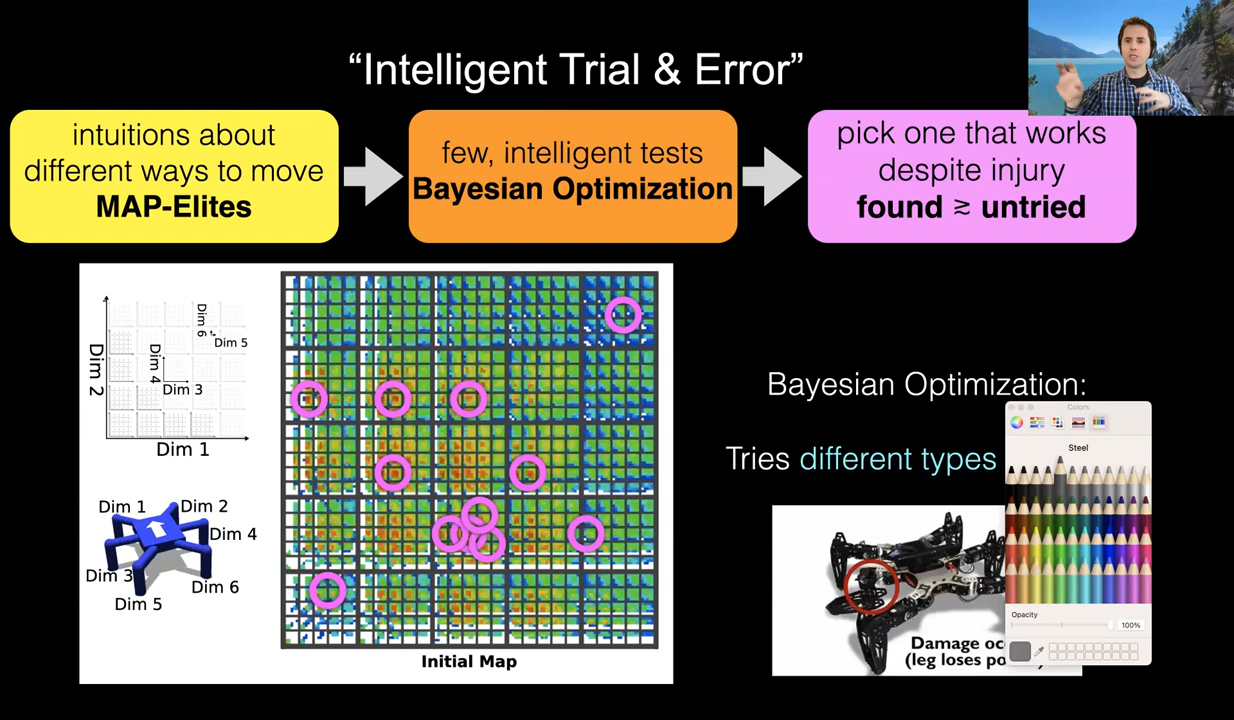 “Intelligent Trial & Error”
intuitions about
different ways to move
MAP-Elites
few, intelligent tests
Bayesian Optimization
pick one that works
despite injury
found ≳ untried
Dim 2
Dim 1
Dim 4
Dim 3
Dim 6
Dim 5
Dim 1
Dim 2
Dim 4
Dim 3
Dim 6
Dim 5
Initial Map
Bayesian Optimization:
Tries different types
Colors
Steel
Opacity
100%
Damage oc
(leg loses po